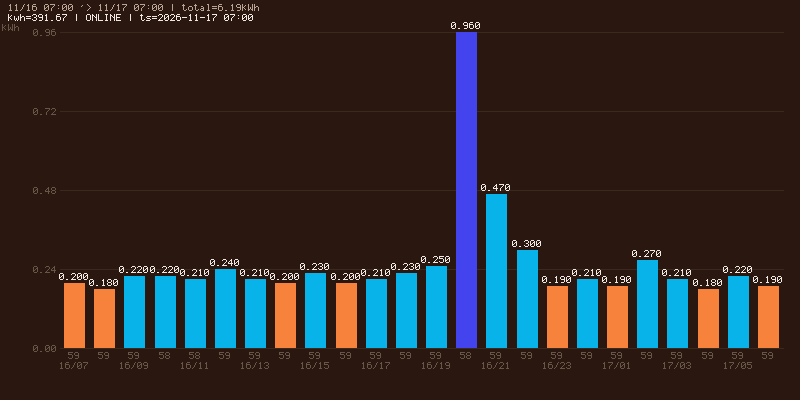 11/16 07:00 -> 11/17 07:00 | total=6.19kWh
Kwh=391.67 | ONLINE | ts=2026-11-17 07:00
kWh
0.96
0.72
0.48
0.24
0.00
0.200 0.180 0.220 0.220 0.210 0.240 0.210 0.200 0.230 0.200 0.210 0.230 0.250 0.960 0.470 0.300 0.190 0.210 0.190 0.270 0.210 0.180 0.220 0.190
59 59 59 58 58 59 59 59 59 59 59 59 59 58 59 59 59 59 59 59 59 59 59 59
16/07 16/09 16/11 16/13 16/15 16/17 16/19 16/21 16/23 17/01 17/03 17/05